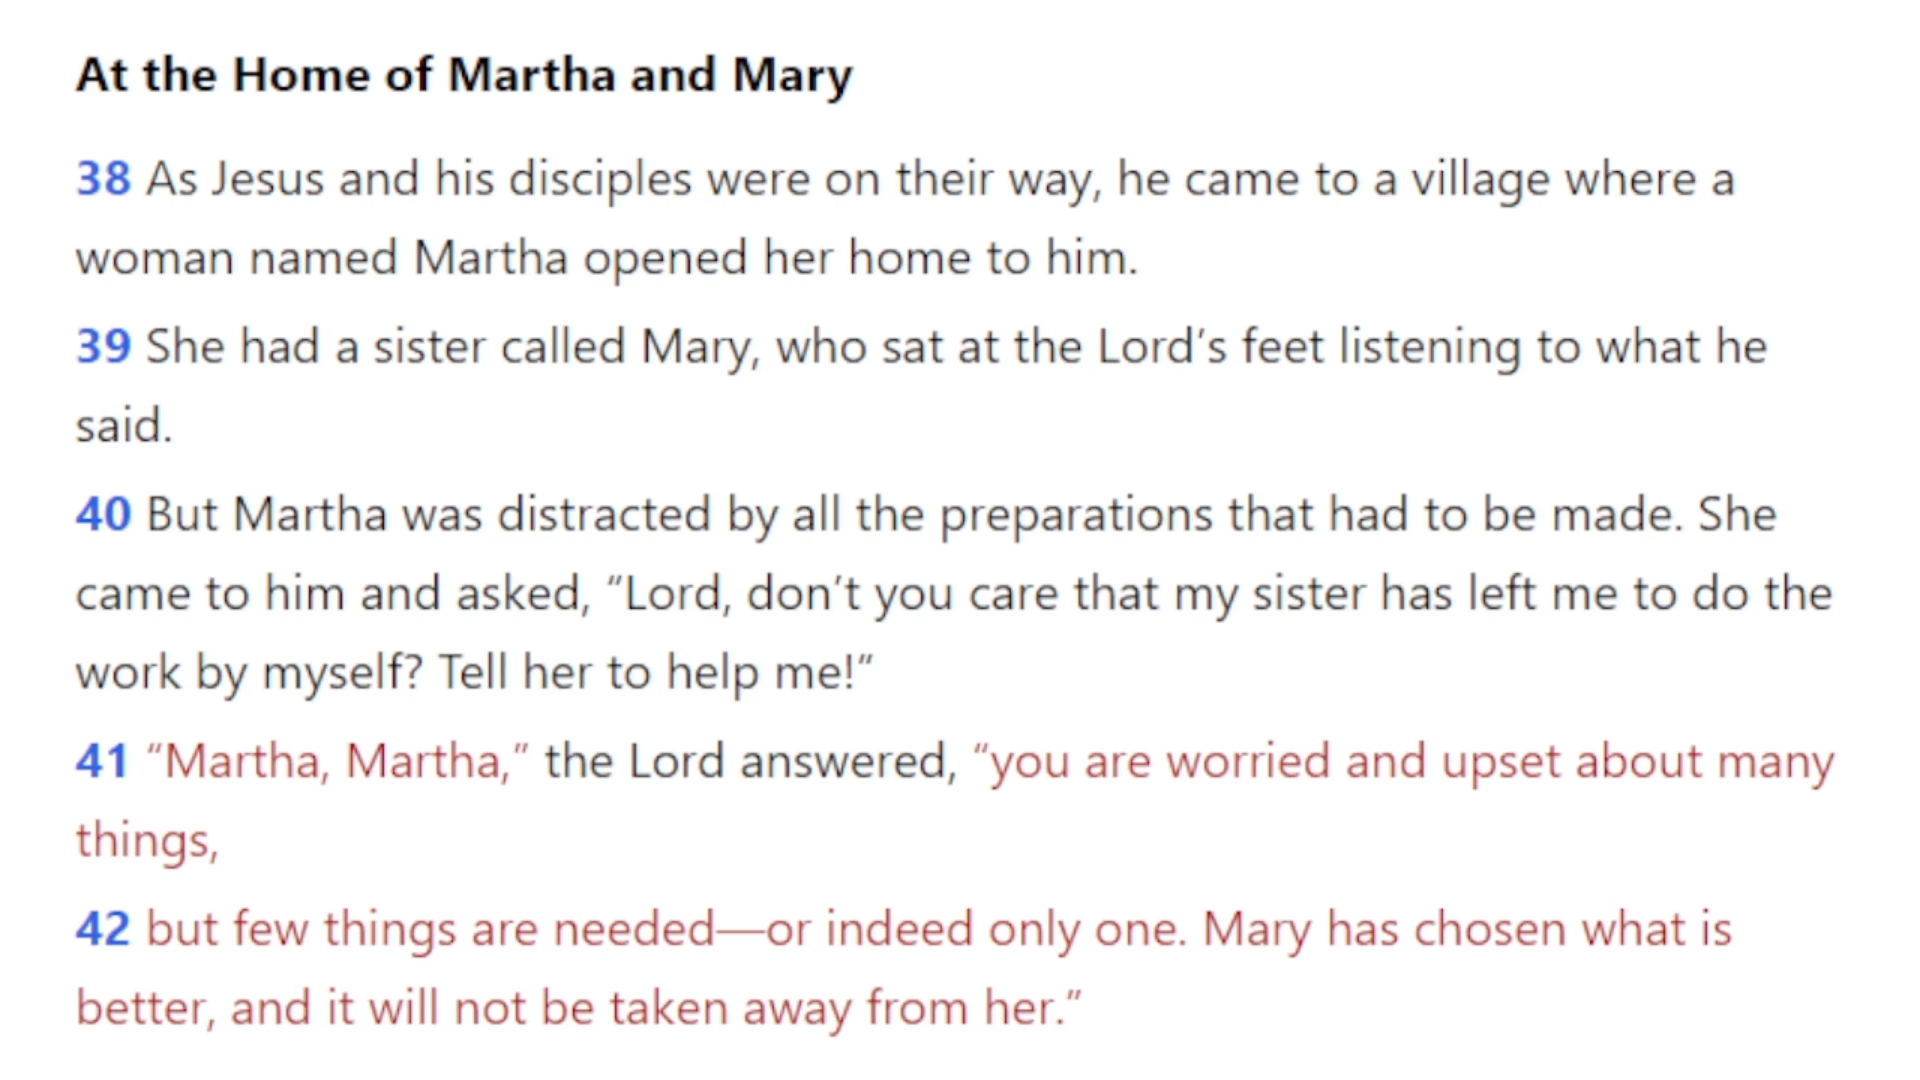 At the Home of Martha and Mary
38 As Jesus and his disciples were on their way, he came to a village where a
woman named Martha opened her home to him.
39 She had a sister called Mary, who sat at the Lord’s feet listening to what he
said.
40 But Martha was distracted by all the preparations that had to be made. She
came to him and asked, “Lord, don’t you care that my sister has left me to do the
work by myself? Tell her to help me!”
41 “Martha, Martha,” the Lord answered, “you are worried and upset about many
things,
42 but few things are needed—or indeed only one. Mary has chosen what is
better, and it will not be taken away from her.”